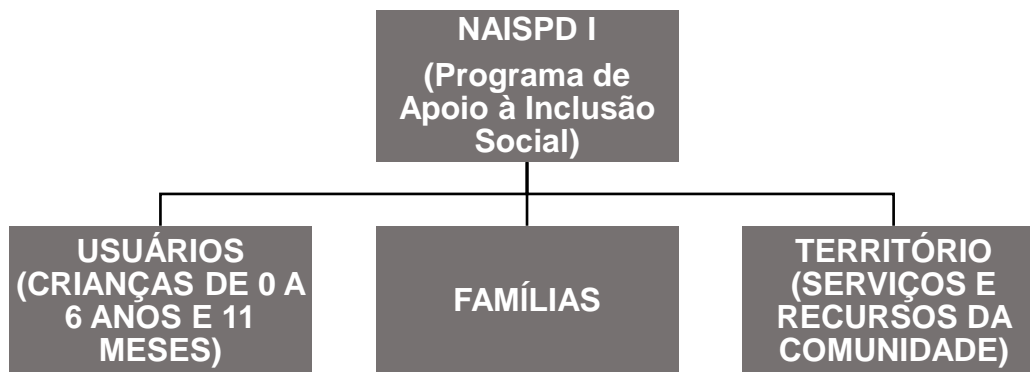 NAISPD I
(Programa de
Apoio à Inclusão
Social)
USUÁRIOS
(CRIANÇAS DE 0 A
6 ANOS E 11
MESES)
FAMÍLIAS
TERRITÓRIO
(SERVIÇOS E
RECURSOS DA
COMUNIDADE)